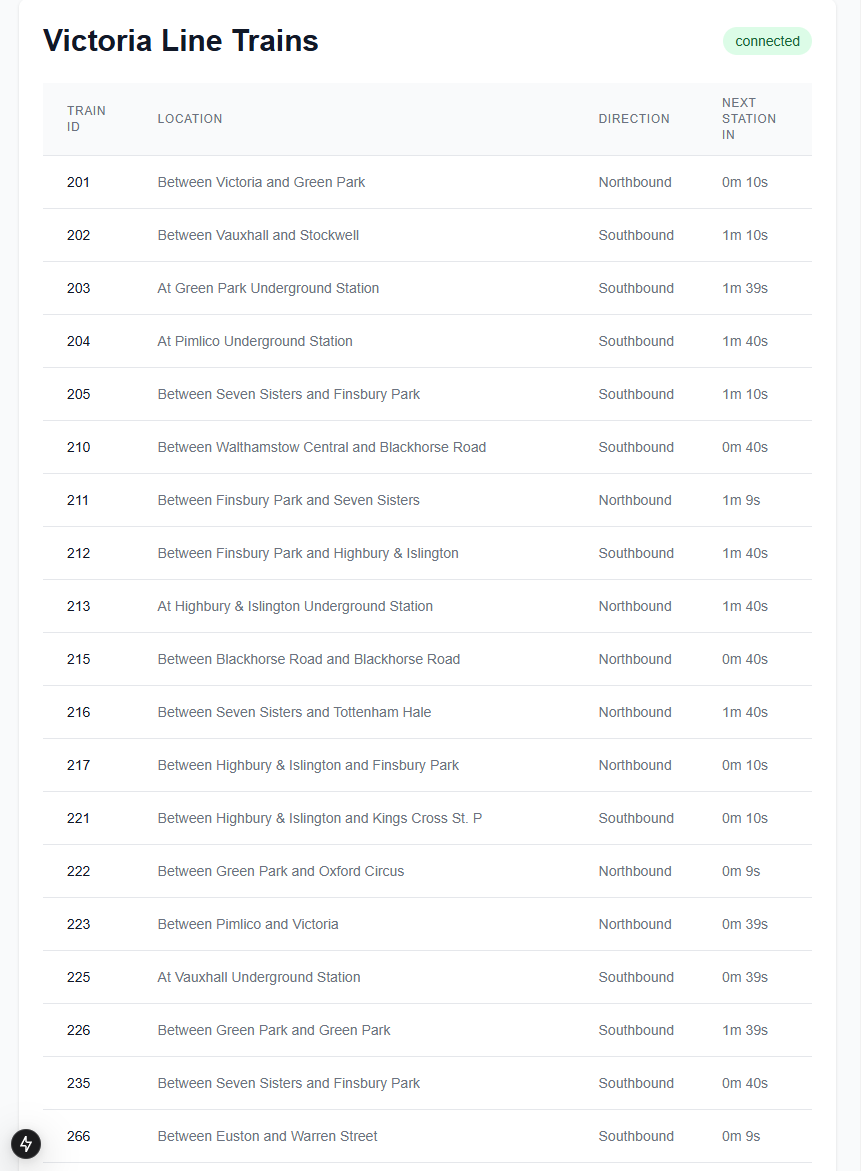 Victoria Line Trains
connected
TRAIN ID LOCATION DIRECTION NEXT STATION IN
201 Between Victoria and Green Park Northbound 0m 10s
202 Between Vauxhall and Stockwell Southbound 1m 10s
203 At Green Park Underground Station Southbound 1m 39s
204 At Pimlico Underground Station Southbound 1m 40s
205 Between Seven Sisters and Finsbury Park Southbound 1m 10s
210 Between Walthamstow Central and Blackhorse Road Southbound 0m 40s
211 Between Finsbury Park and Seven Sisters Northbound 1m 9s
212 Between Finsbury Park and Highbury & Islington Southbound 1m 40s
213 At Highbury & Islington Underground Station Northbound 1m 40s
215 Between Blackhorse Road and Blackhorse Road Northbound 0m 40s
216 Between Seven Sisters and Tottenham Hale Northbound 1m 40s
217 Between Highbury & Islington and Finsbury Park Northbound 0m 10s
221 Between Highbury & Islington and Kings Cross St. P Southbound 0m 10s
222 Between Green Park and Oxford Circus Northbound 0m 9s
223 Between Pimlico and Victoria Northbound 0m 39s
225 At Vauxhall Underground Station Southbound 0m 39s
226 Between Green Park and Green Park Southbound 1m 39s
235 Between Seven Sisters and Finsbury Park Southbound 0m 40s
266 Between Euston and Warren Street Southbound 0m 9s